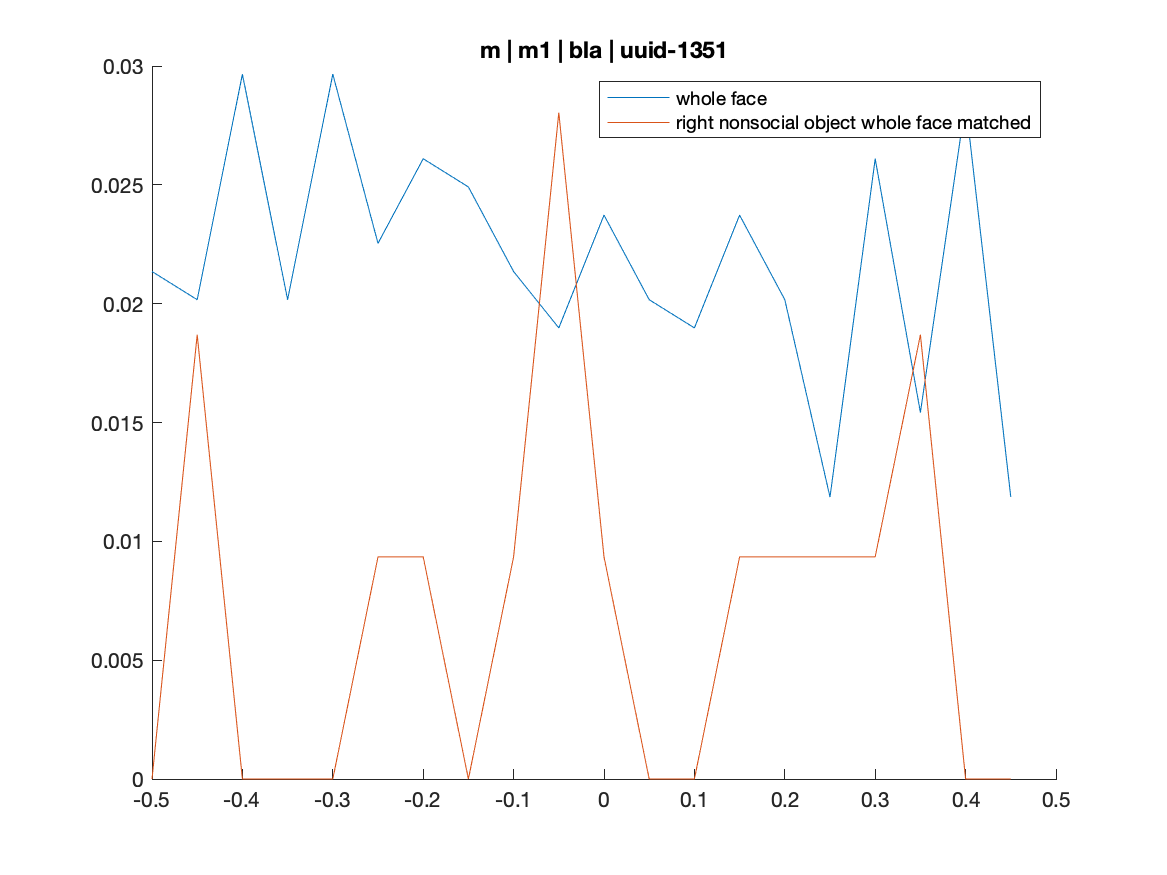 m | m1 | bla | uuid-1351
0.03
whole face
right nonsocial object whole face matched
0.025
0.02
0.015
0.01
0.005
0
-0.5 -0.4 -0.3 -0.2 -0.1 0 0.1 0.2 0.3 0.4 0.5